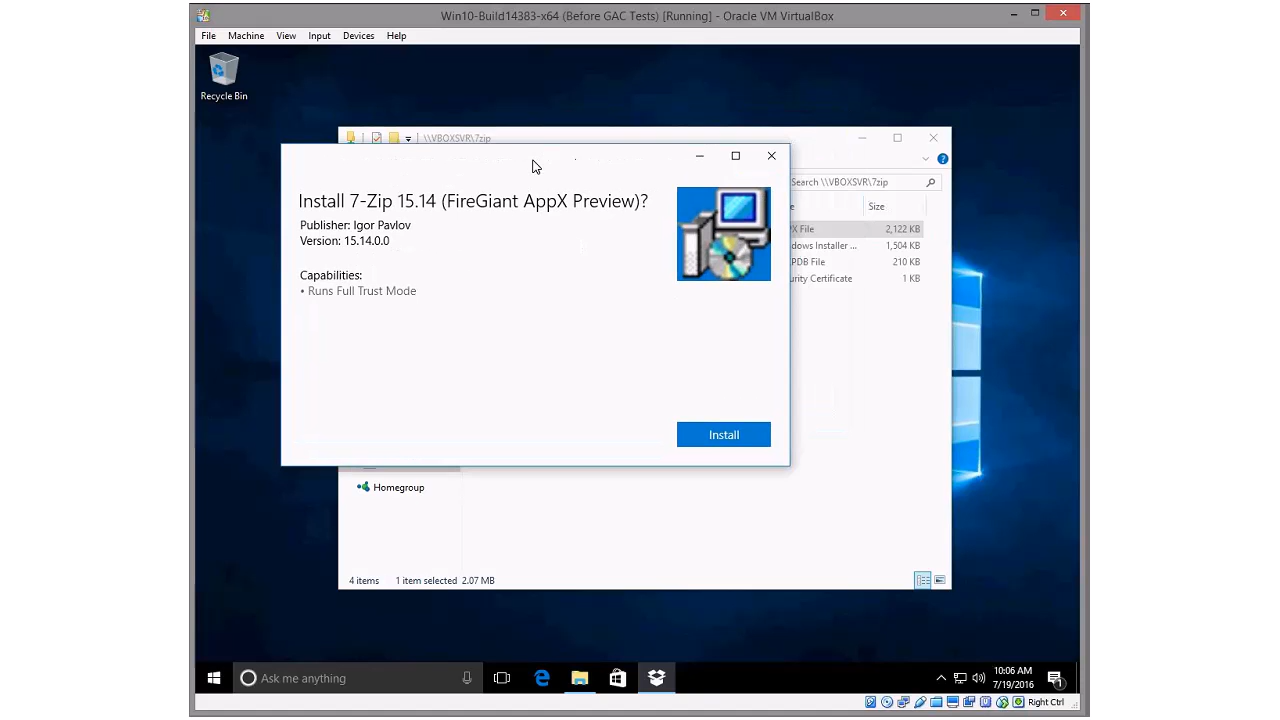 Win10-Build14383-x64 (Before GAC Tests) [Running] - Oracle VM VirtualBox
File Machine View Input Devices Help
Recycle Bin
\\VBOXSVR\7zip
Search \\VBOXSVR\7zip
Install 7-Zip 15.14 (FireGiant AppX Preview)?
Publisher: Igor Pavlov
Version: 15.14.0.0
Capabilities:
• Runs Full Trust Mode
Install
Size
File 2,122 KB
Installer ... 1,504 KB
PDB File 210 KB
Certificate 1 KB
Homegroup
4 items 1 item selected 2.07 MB
Ask me anything
10:06 AM
7/19/2016
1
Right Ctrl